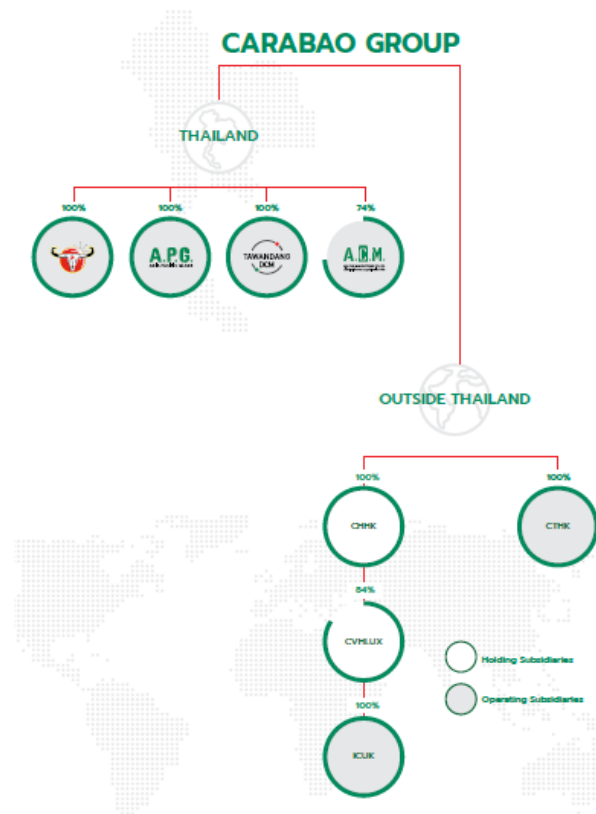 CARABAO GROUP
THAILAND
100%
100%
100%
74%
A.P.G.
TAWANDANG
DCM
OUTSIDE THAILAND
100%
100%
CHHK
CTHK
84%
CVHLUX
Holding Subsidiaries
Operating Subsidiaries
100%
ICUK